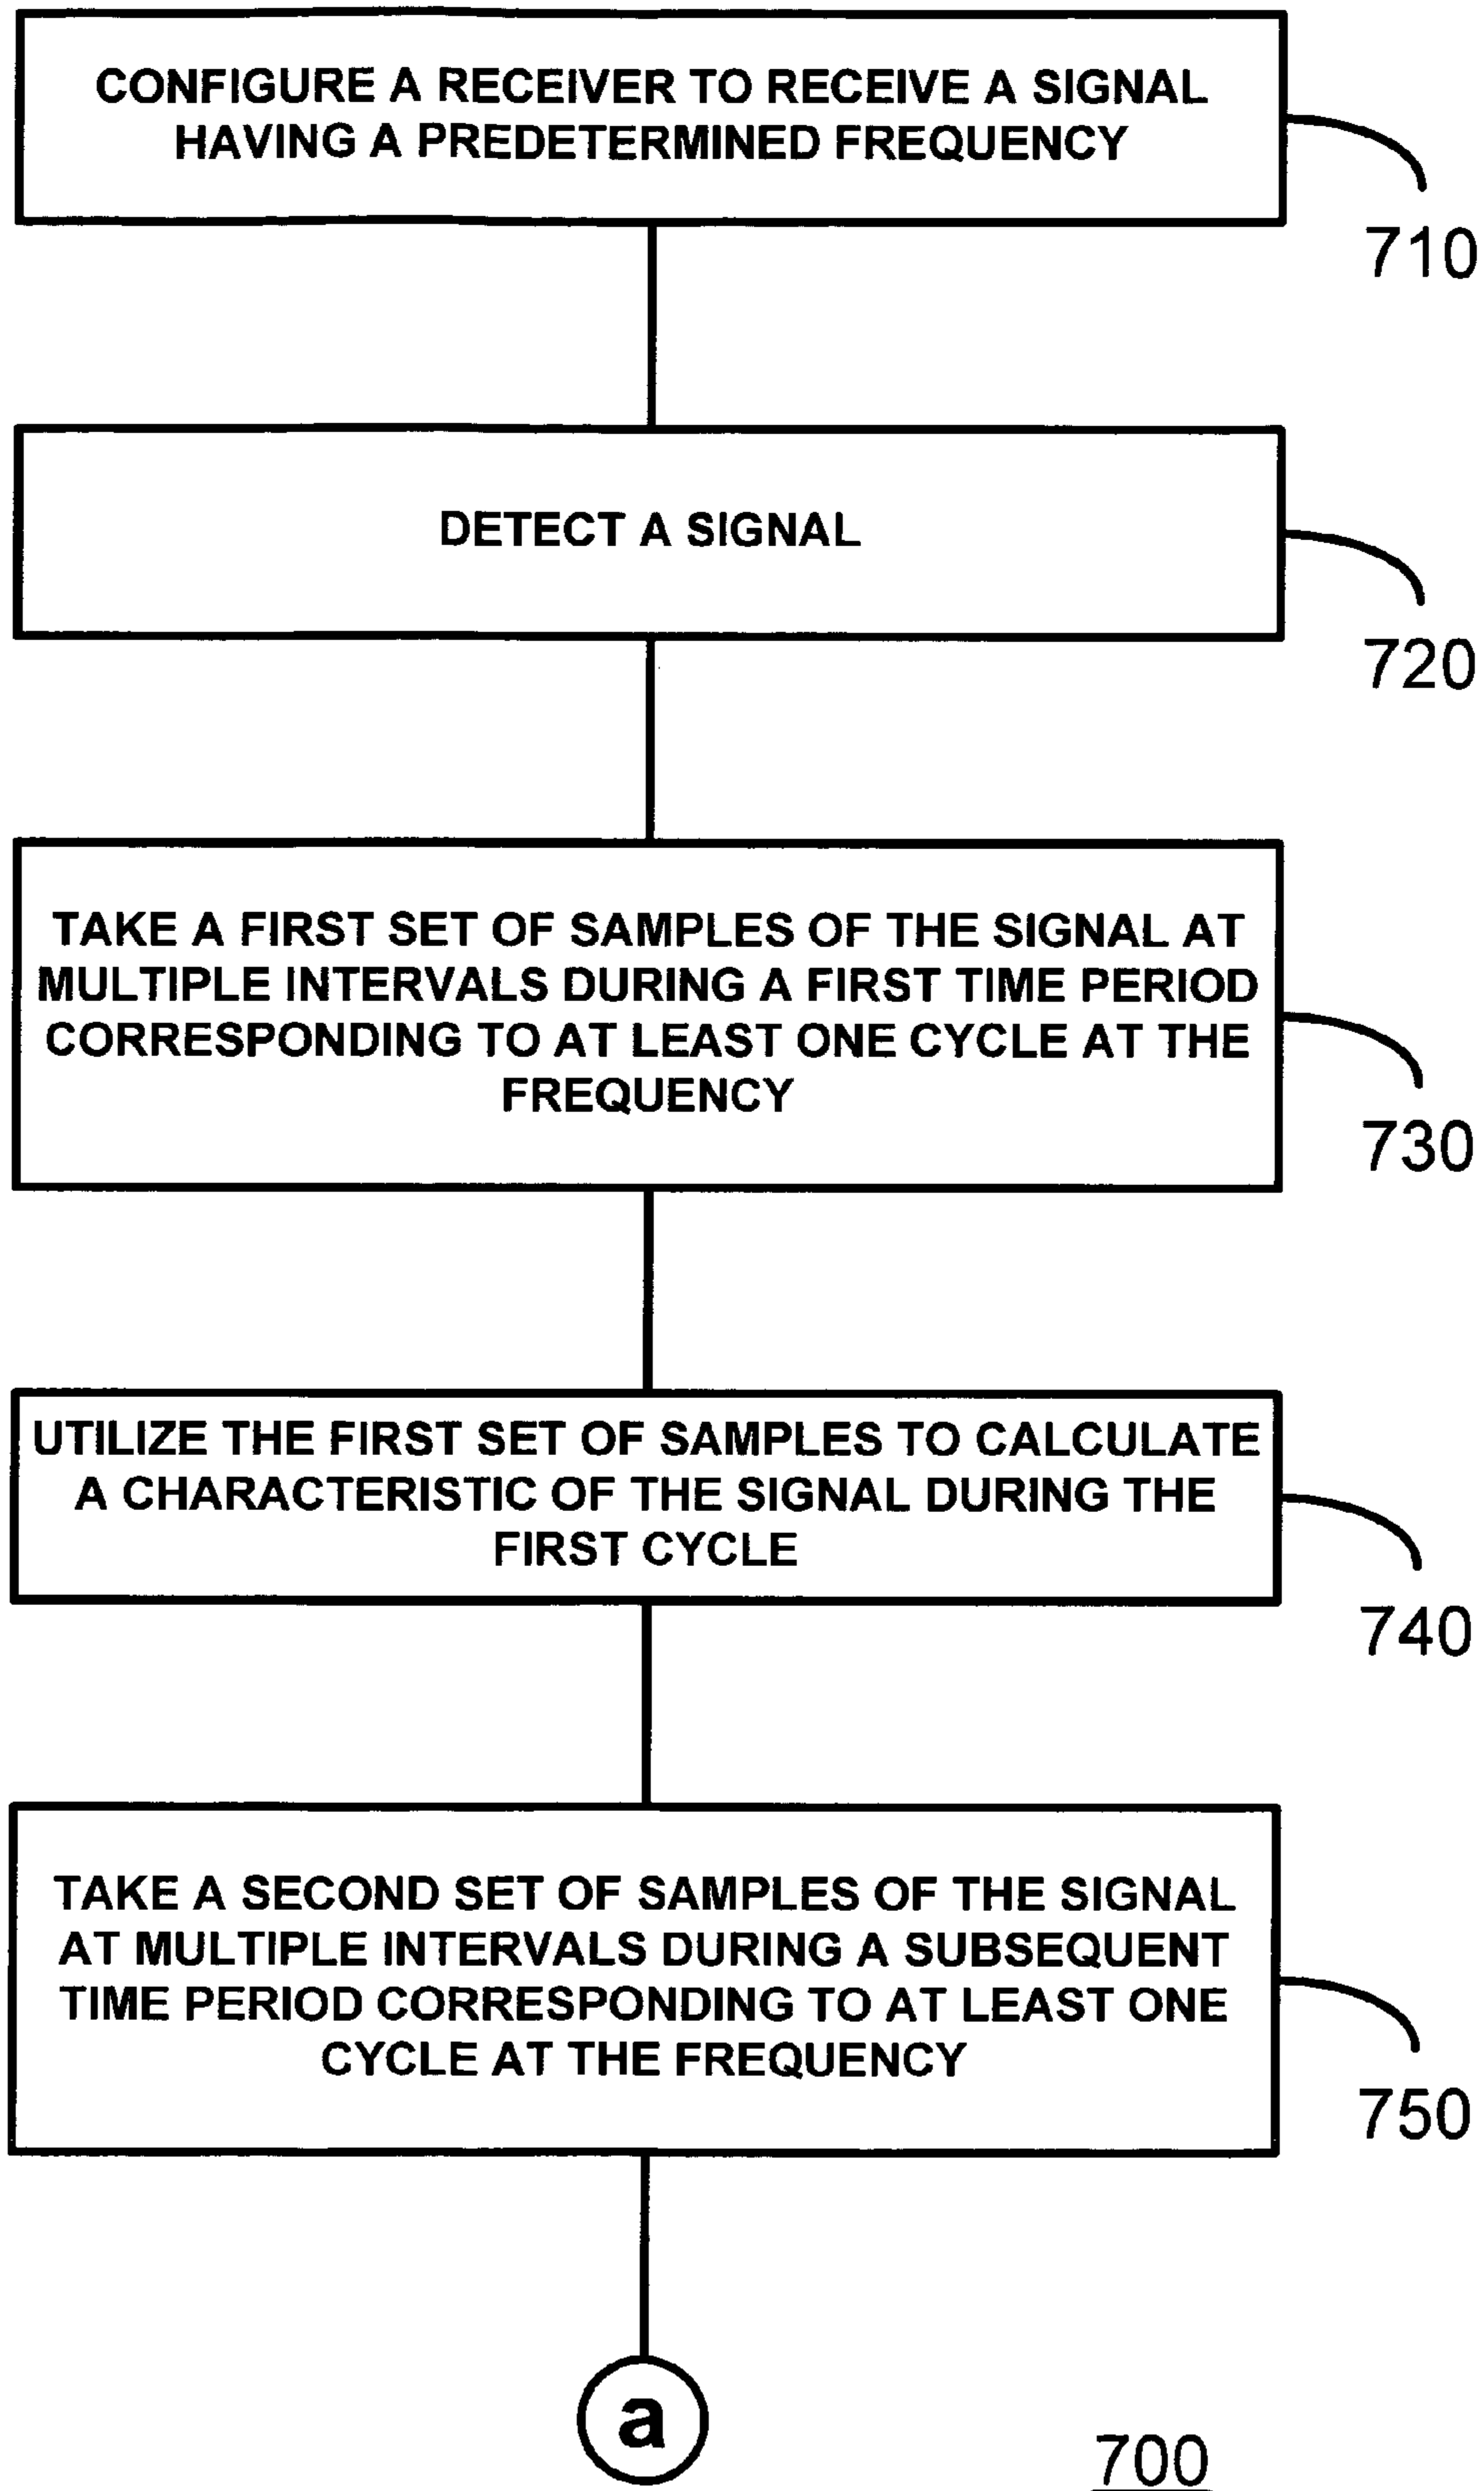 CONFIGURE A RECEIVER TO RECEIVE A SIGNAL
HAVING A PREDETERMINED FREQUENCY
710
DETECT A SIGNAL
720
TAKE A FIRST SET OF SAMPLES OF THE SIGNAL AT
MULTIPLE INTERVALS DURING A FIRST TIME PERIOD
CORRESPONDING TO AT LEAST ONE CYCLE AT THE
FREQUENCY
730
UTILIZE THE FIRST SET OF SAMPLES TO CALCULATE
A CHARACTERISTIC OF THE SIGNAL DURING THE
FIRST CYCLE
740
TAKE A SECOND SET OF SAMPLES OF THE SIGNAL
AT MULTIPLE INTERVALS DURING A SUBSEQUENT
TIME PERIOD CORRESPONDING TO AT LEAST ONE
CYCLE AT THE FREQUENCY
750
a
700